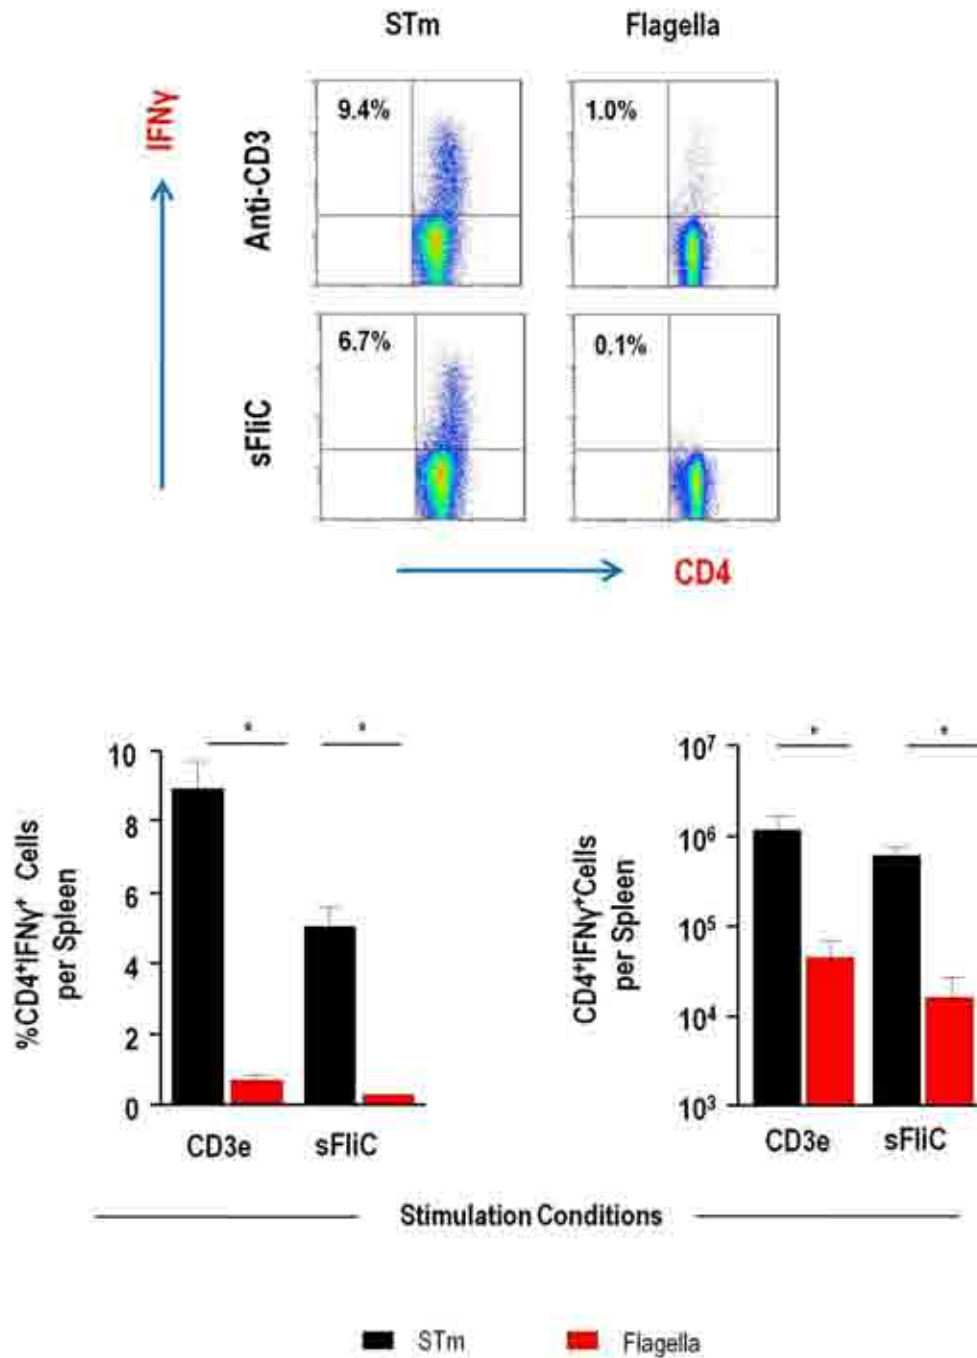 STm Flagella
IFNγ
Anti-CD3
9.4% 1.0%
sFliC
6.7% 0.1%
CD4
%CD4⁺IFNγ⁺ Cells
per Spleen
* *
10
8
6
4
2
0
CD3e sFliC
CD4⁺IFNγ⁺Cells
per Spleen
* *
10⁷
10⁶
10⁵
10⁴
10³
CD3e sFliC
Stimulation Conditions
STm Flagella